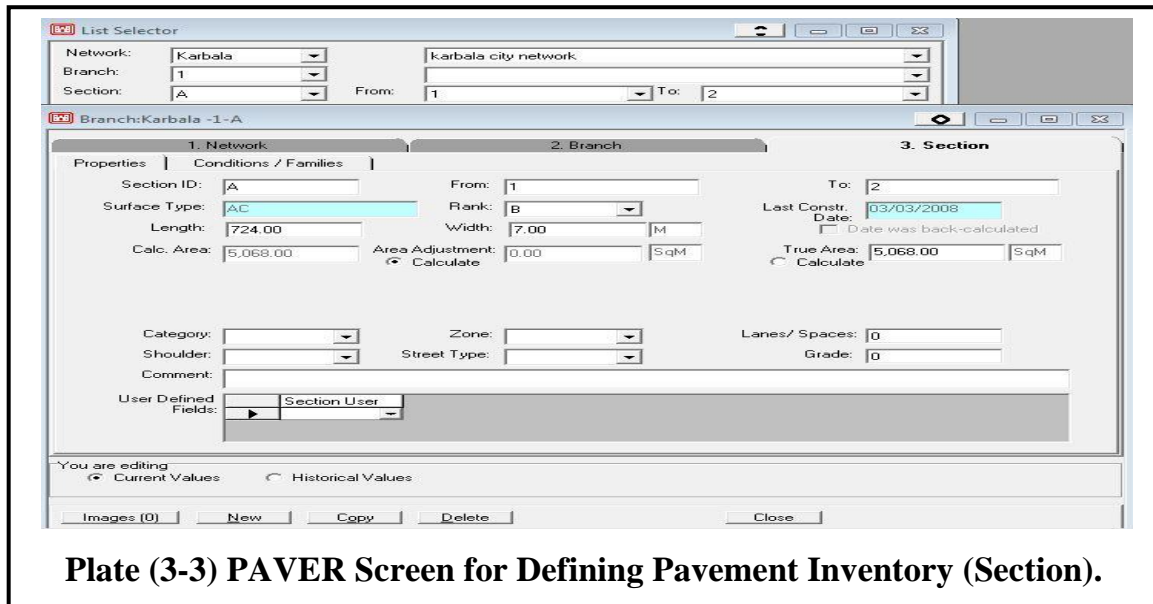 List Selector
Network: Karbala karbala city network
Branch: 1
Section: A From: 1 To: 2
Branch:Karbala -1-A
1. Network 2. Branch 3. Section
Properties Conditions / Families
Section ID: A From: 1 To: 2
Surface Type: AC Rank: B Last Constr. Date: 03/03/2008
Date was back-calculated
Length: 724.00 Width: 7.00 M
Calc. Area: 5,068.00 Area Adjustment: 0.00 SqM True Area: 5,068.00 SqM
Calculate Calculate
Category: Zone: Lanes/ Spaces: 0
Shoulder: Street Type: Grade: 0
Comment:
User Defined Fields: Section User
You are editing
Current Values Historical Values
Images (0) New Copy Delete Close
Plate (3-3) PAVER Screen for Defining Pavement Inventory (Section).